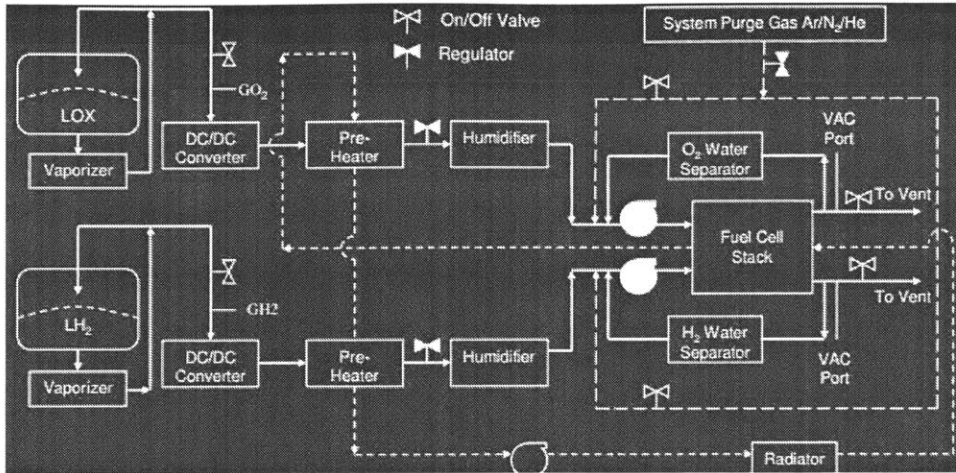 On/Off Valve
Regulator
System Purge Gas Ar/N₂/He
LOX
GO₂
Vaporizer
DC/DC
Converter
Pre-
Heater
Humidifier
O₂ Water
Separator
VAC
Port
To Vent
Fuel Cell
Stack
LH₂
GH2
Vaporizer
DC/DC
Converter
Pre-
Heater
Humidifier
H₂ Water
Separator
To Vent
VAC
Port
Radiator